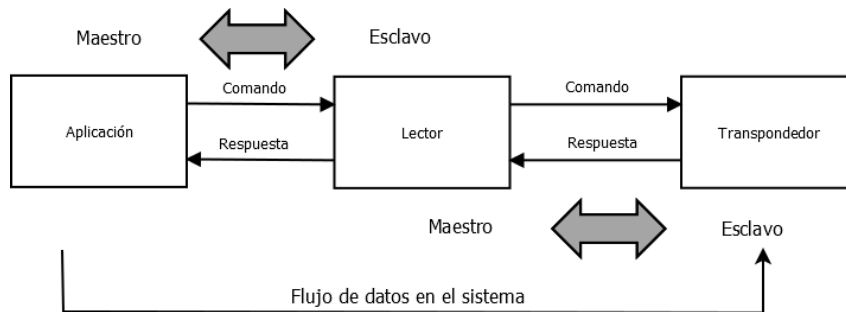 Maestro
Esclavo
Comando
Comando
Aplicación
Lector
Transpondedor
Respuesta
Respuesta
Maestro
Esclavo
Flujo de datos en el sistema